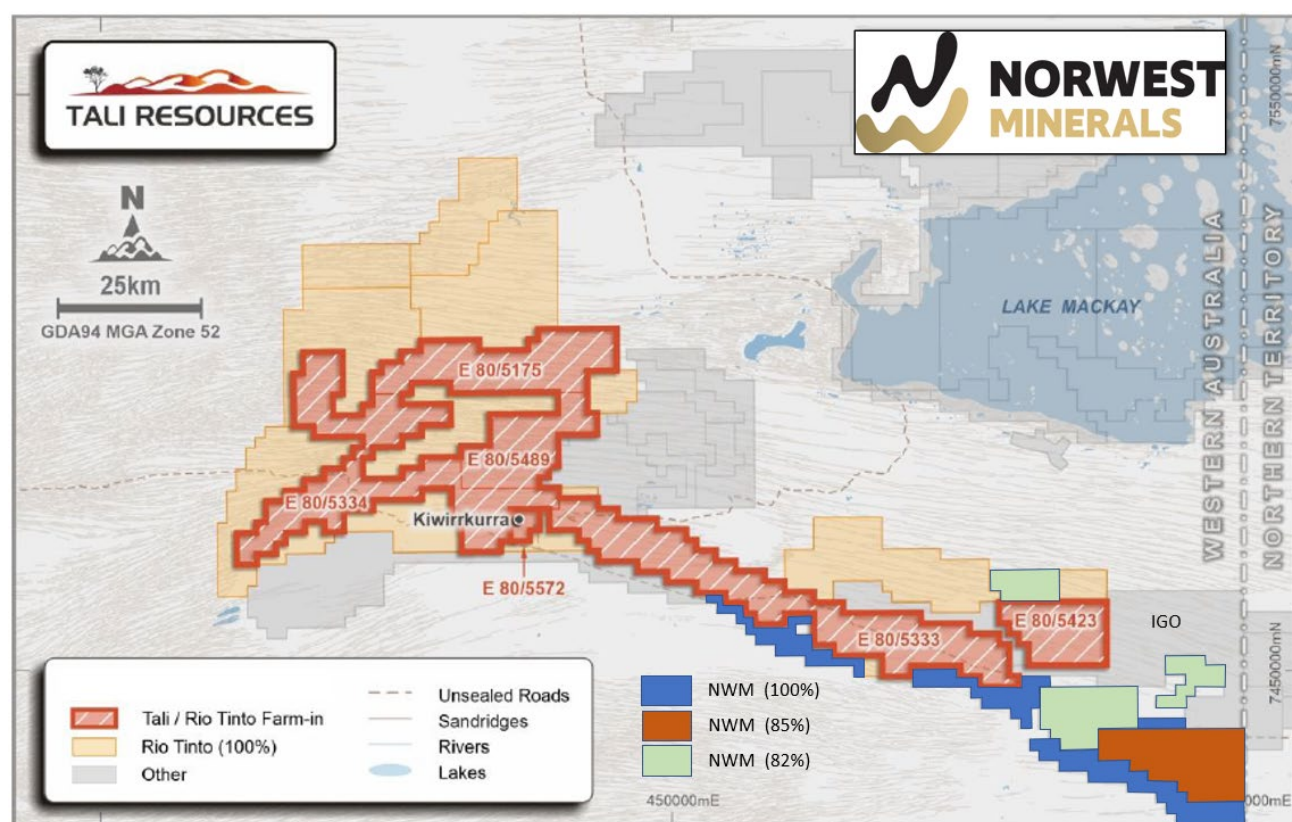 TALI RESOURCES
NORWEST
MINERALS
7550000mN
N
25km
GDA94 MGA Zone 52
LAKE MACKAY
WESTERN AUSTRALIA
NORTHERN TERRITORY
E 80/5175
E 80/5489
E 80/5334
Kiwirrkurra
E 80/5572
E 80/5333
E 80/5423
IGO
7450000mN
Tali / Rio Tinto Farm-in
Rio Tinto (100%)
Other
Unsealed Roads
Sandridges
Rivers
Lakes
NWM (100%)
NWM (85%)
NWM (82%)
450000mE